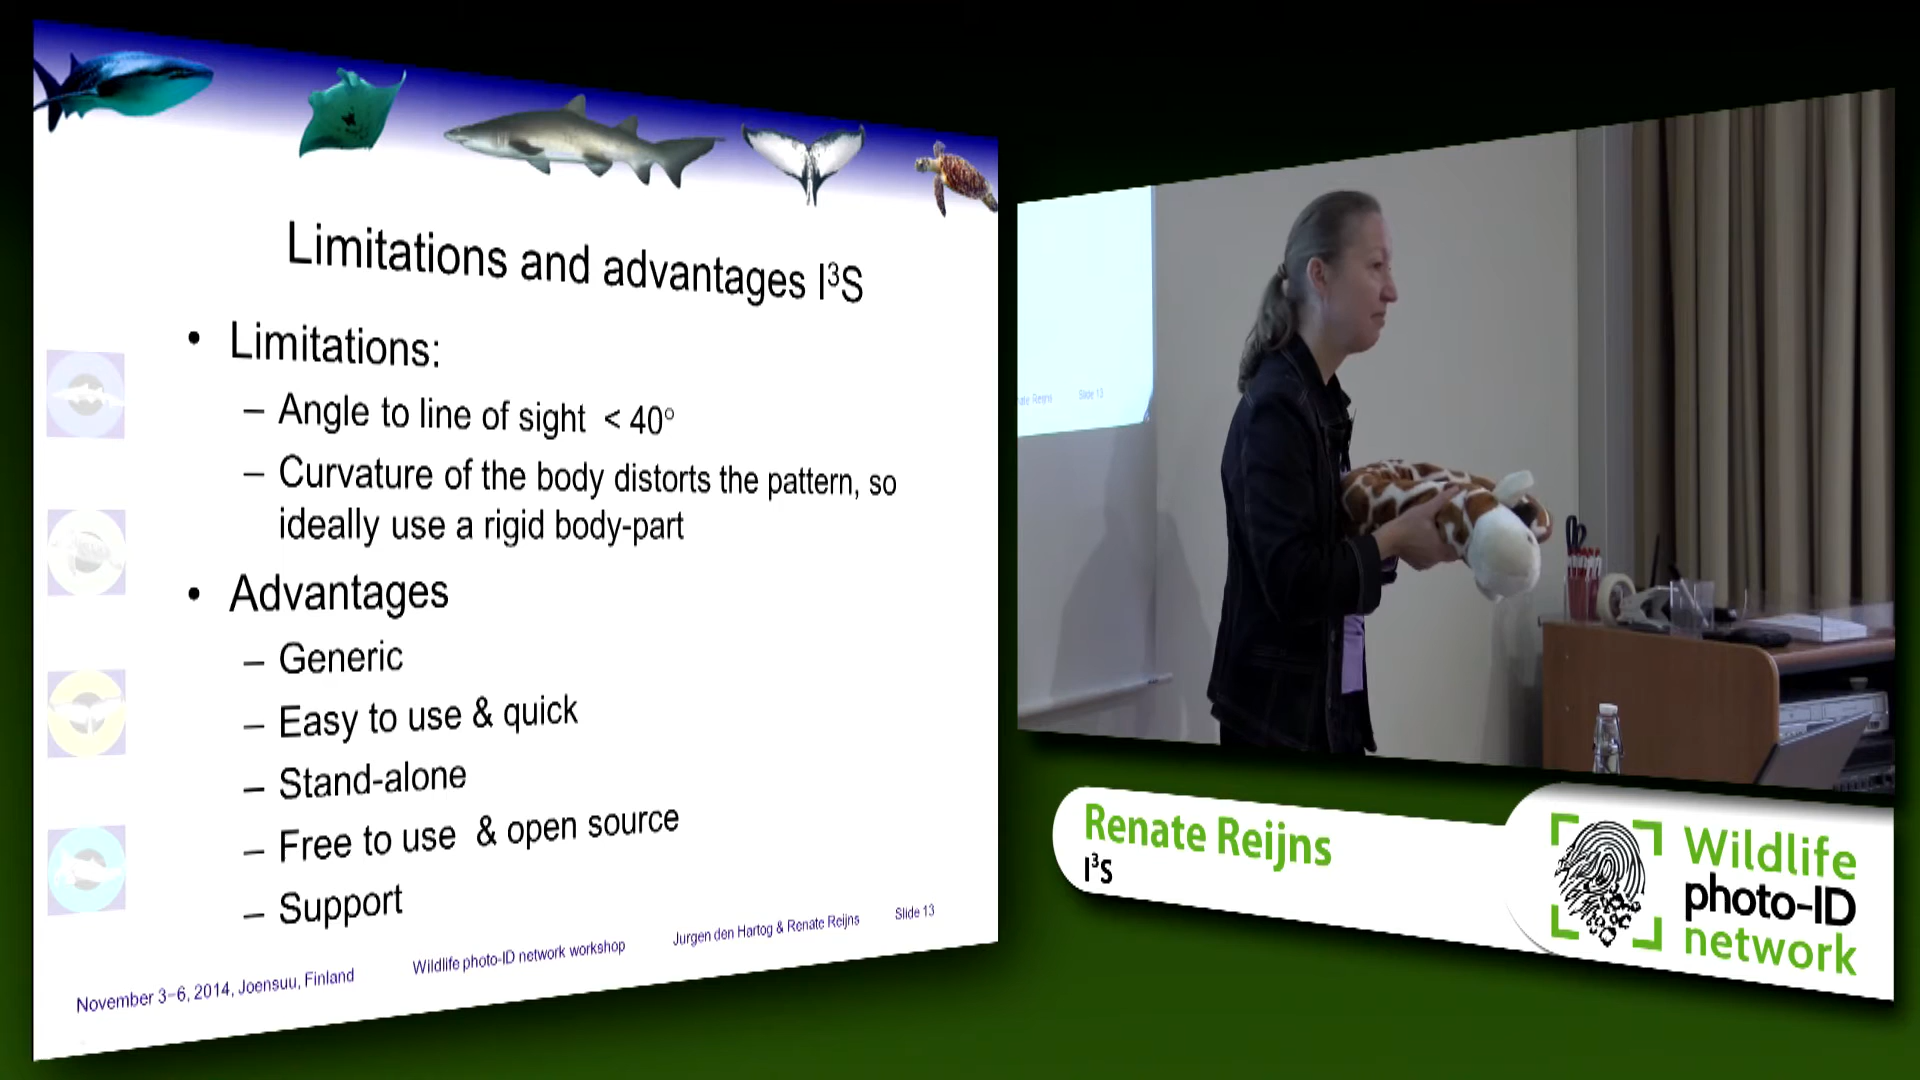 Limitations and advantages I³S
• Limitations:
– Angle to line of sight < 40°
– Curvature of the body distorts the pattern, so
ideally use a rigid body-part
• Advantages
– Generic
– Easy to use & quick
– Stand-alone
– Free to use & open source
– Support
November 3–6, 2014, Joensuu, Finland
Wildlife photo-ID network workshop
Jurgen den Hartog & Renate Reijns
Slide 13
Reijns
Slide 13
Renate Reijns
I³S
Wildlife
photo-ID
network